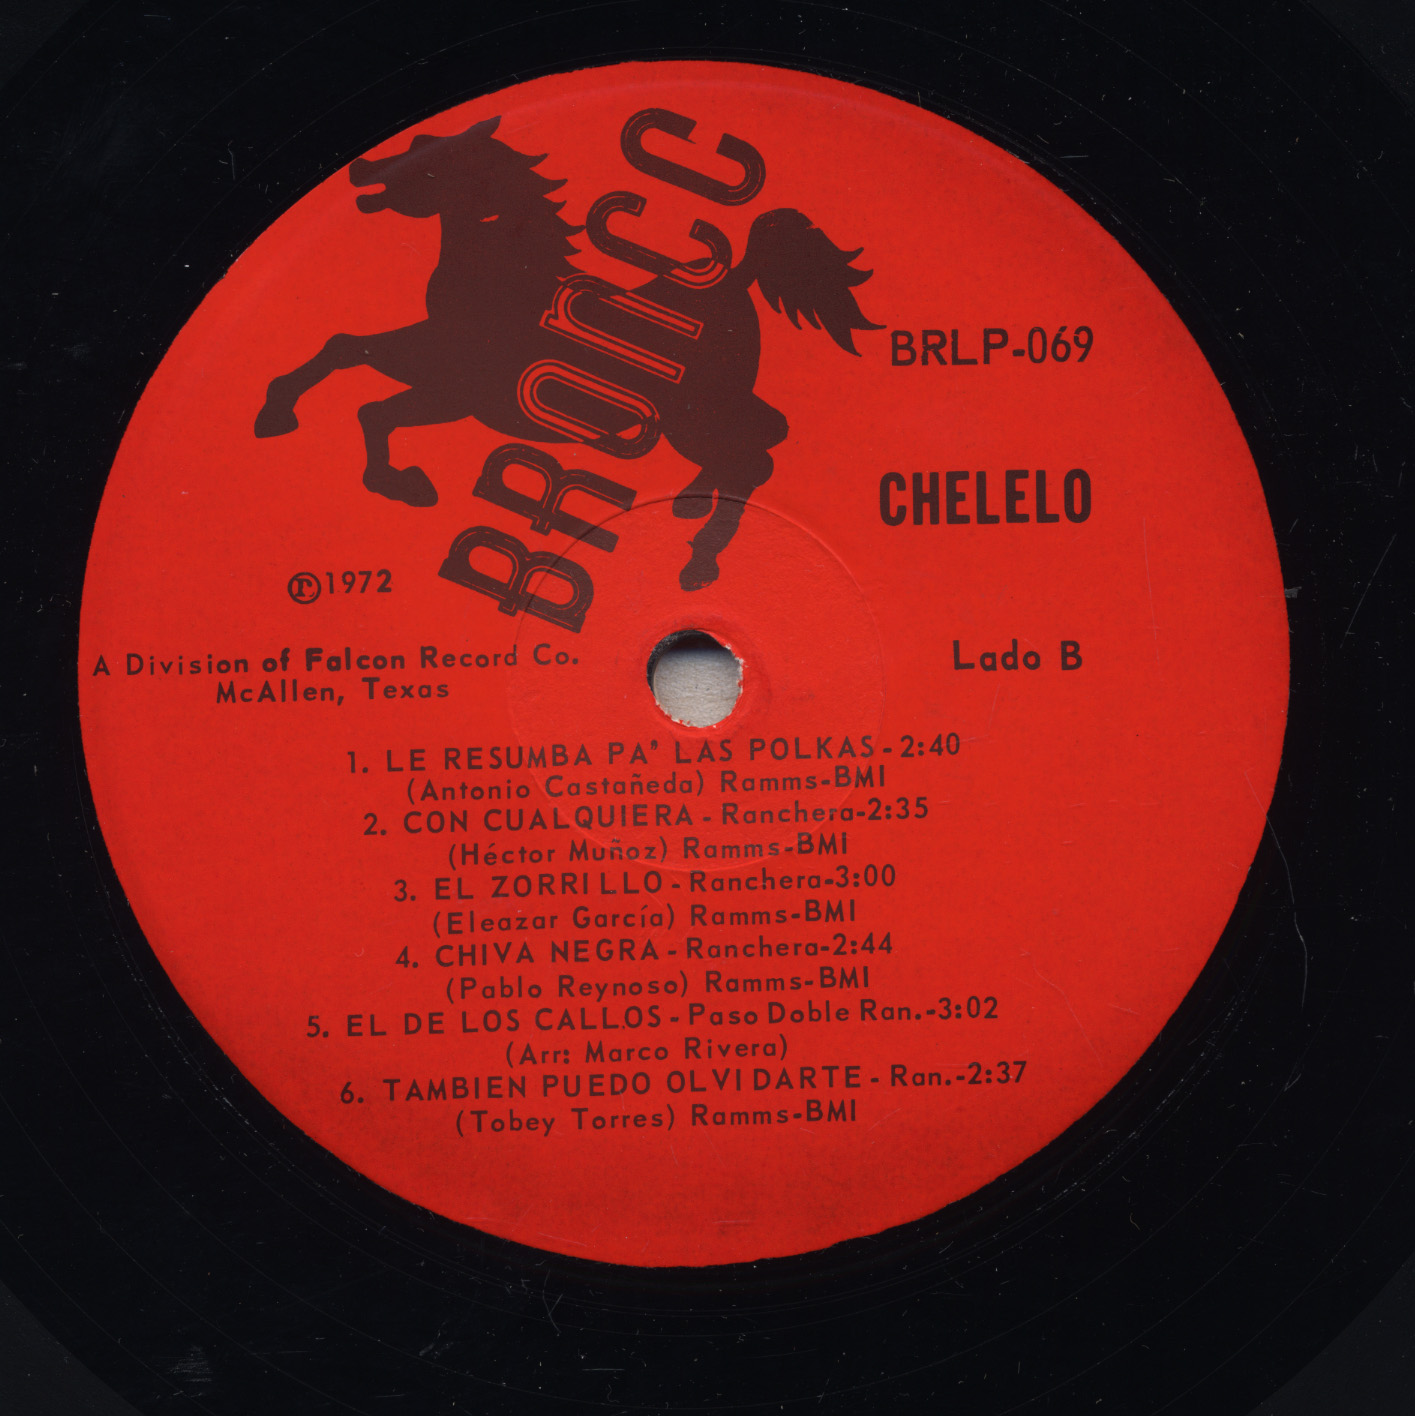 BRONCO
BRLP-069
CHELELO
℗1972
A Division of Falcon Record Co.
McAllen, Texas
Lado B
1. LE RESUMBA PA' LAS POLKAS - 2:40
(Antonio Castañeda) Ramms-BMI
2. CON CUALQUIERA - Ranchera-2:35
(Héctor Muñoz) Ramms-BMI
3. EL ZORRILLO - Ranchera-3:00
(Eleazar García) Ramms-BMI
4. CHIVA NEGRA - Ranchera-2:44
(Pablo Reynoso) Ramms-BMI
5. EL DE LOS CALLOS - Paso Doble Ran.-3:02
(Arr: Marco Rivera)
6. TAMBIEN PUEDO OLVIDARTE - Ran.-2:37
(Tobey Torres) Ramms-BMI